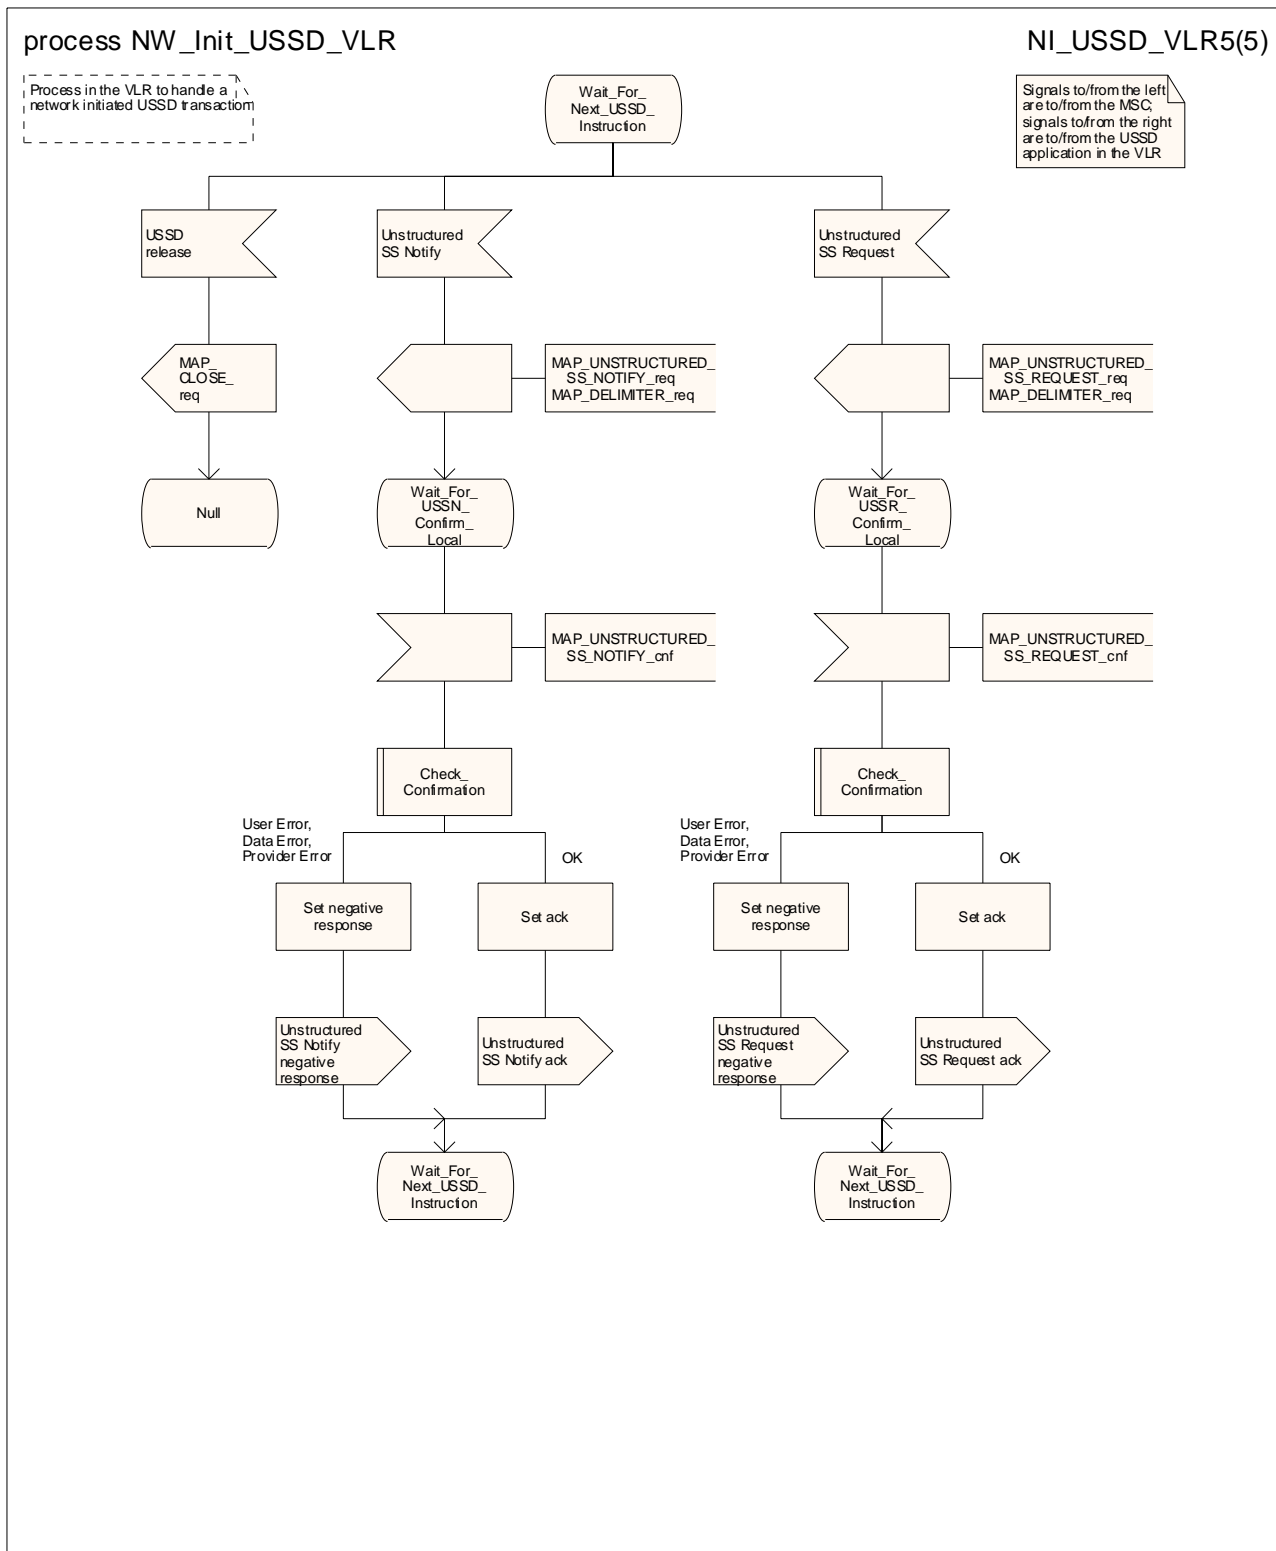 process NW_Init_USSD_VLR
NI_USSD_VLR5(5)
Process in the VLR to handle a
network initiated USSD transaction
Wait_For_
Next_USSD_
Instruction
Signals to/from the left
are to/from the MSC;
signals to/from the right
are to/from the USSD
application in the VLR
USSD
release
Unstructured
SS Notify
Unstructured
SS Request
MAP_
CLOSE_
req
MAP_UNSTRUCTURED_
SS_NOTIFY_req
MAP_DELIMITER_req
MAP_UNSTRUCTURED_
SS_REQUEST_req
MAP_DELIMITER_req
Null
Wait_For_
USSN_
Confirm_
Local
Wait_For_
USSR_
Confirm_
Local
MAP_UNSTRUCTURED_
SS_NOTIFY_cnf
MAP_UNSTRUCTURED_
SS_REQUEST_cnf
Check_
Confirmation
Check_
Confirmation
User Error,
Data Error,
Provider Error
OK
User Error,
Data Error,
Provider Error
OK
Set negative
response
Set ack
Set negative
response
Set ack
Unstructured
SS Notify
negative
response
Unstructured
SS Notify ack
Unstructured
SS Request
negative
response
Unstructured
SS Request ack
Wait_For_
Next_USSD_
Instruction
Wait_For_
Next_USSD_
Instruction